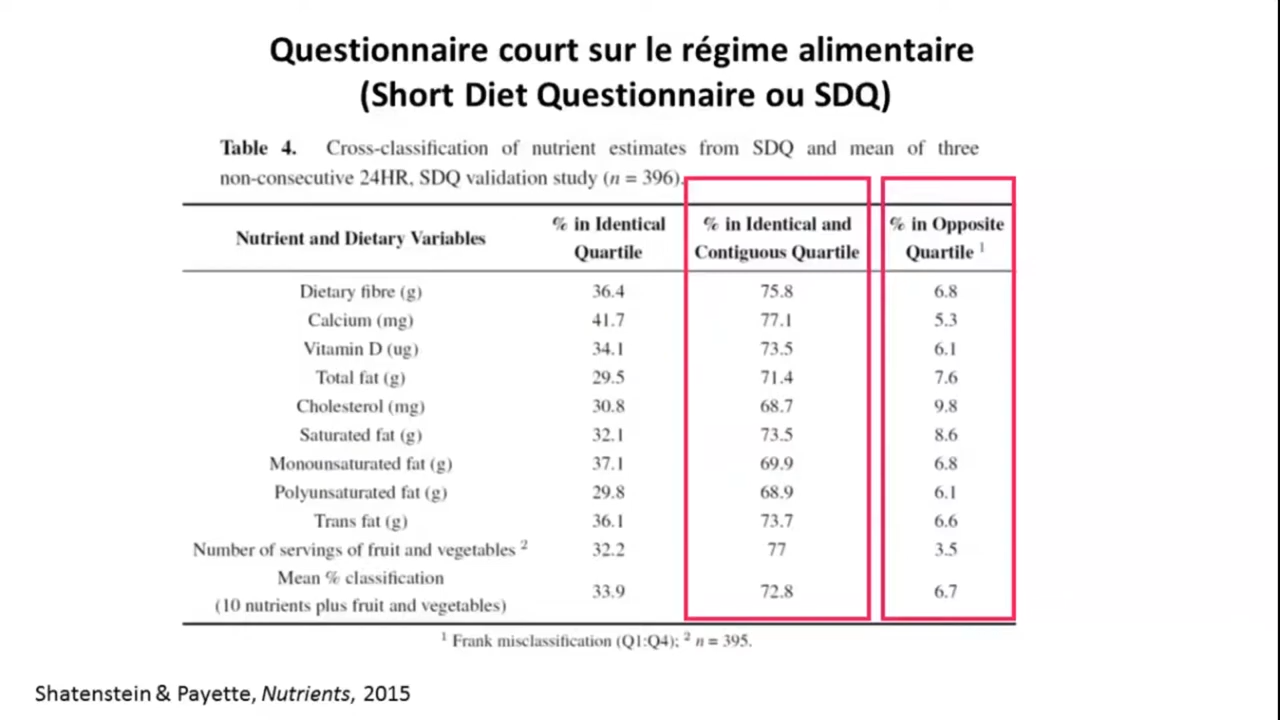 Questionnaire court sur le régime alimentaire
(Short Diet Questionnaire ou SDQ)
Table 4. Cross-classification of nutrient estimates from SDQ and mean of three
non-consecutive 24HR, SDQ validation study (n = 396).
Nutrient and Dietary Variables % in Identical Quartile % in Identical and Contiguous Quartile % in Opposite Quartile 1
Dietary fibre (g) 36.4 75.8 6.8
Calcium (mg) 41.7 77.1 5.3
Vitamin D (ug) 34.1 73.5 6.1
Total fat (g) 29.5 71.4 7.6
Cholesterol (mg) 30.8 68.7 9.8
Saturated fat (g) 32.1 73.5 8.6
Monounsaturated fat (g) 37.1 69.9 6.8
Polyunsaturated fat (g) 29.8 68.9 6.1
Trans fat (g) 36.1 73.7 6.6
Number of servings of fruit and vegetables 2 32.2 77 3.5
Mean % classification
(10 nutrients plus fruit and vegetables) 33.9 72.8 6.7
1 Frank misclassification (Q1:Q4); 2 n = 395.
Shatenstein & Payette, Nutrients, 2015